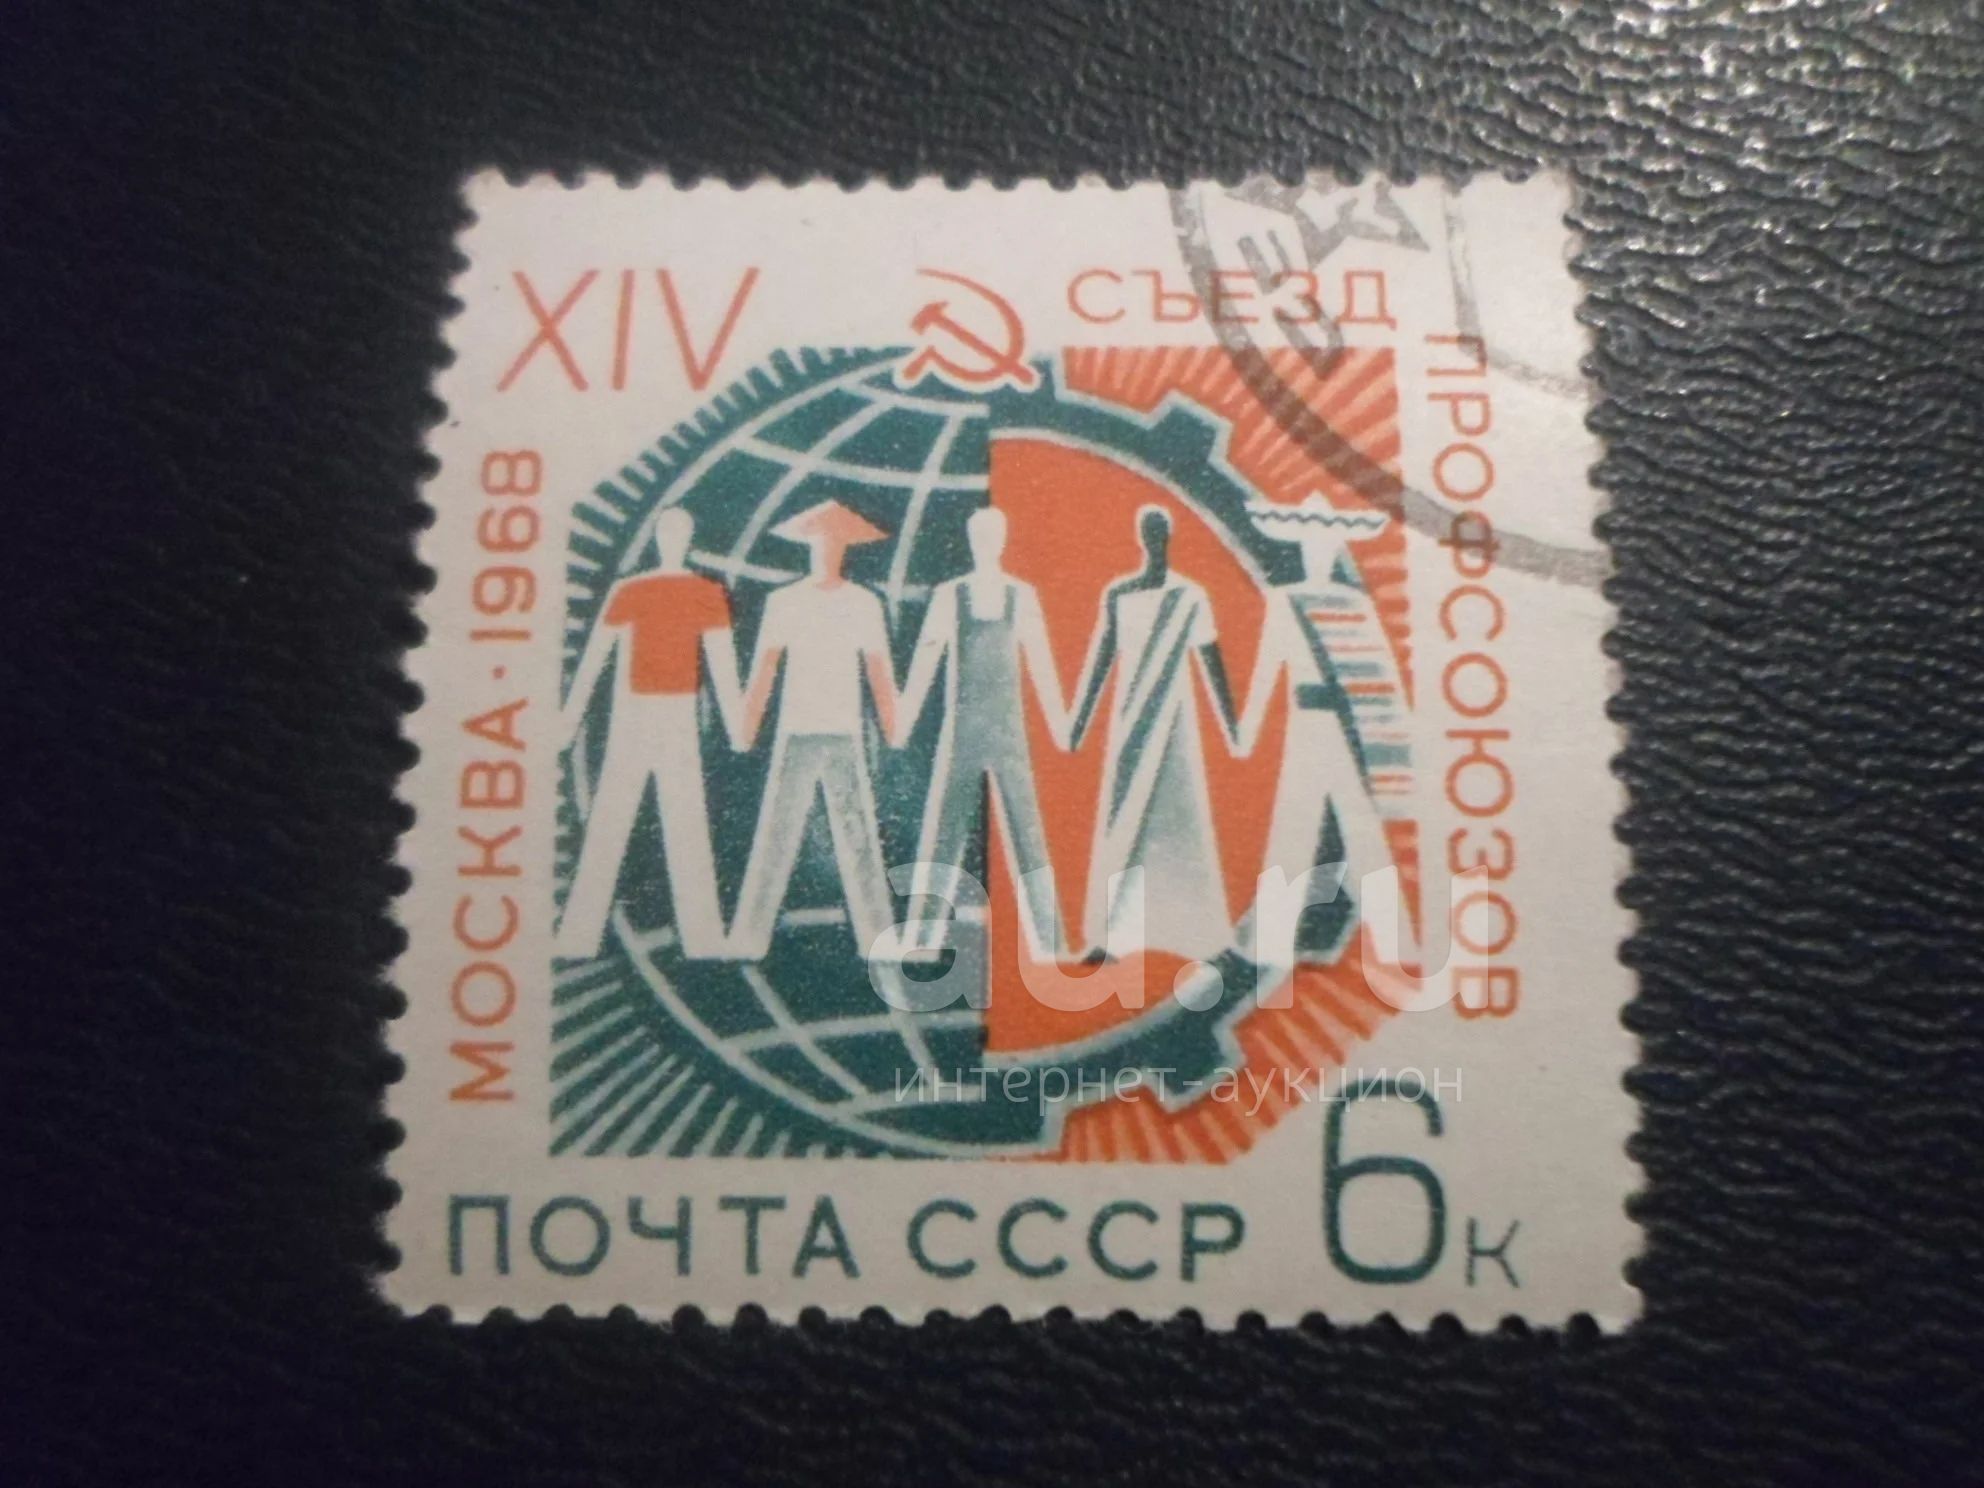 XIV
СЪЕЗД
ПРОФСОЮЗОВ
МОСКВА·1968
au.ru
интернет-аукцион
ПОЧТА СССР 6к